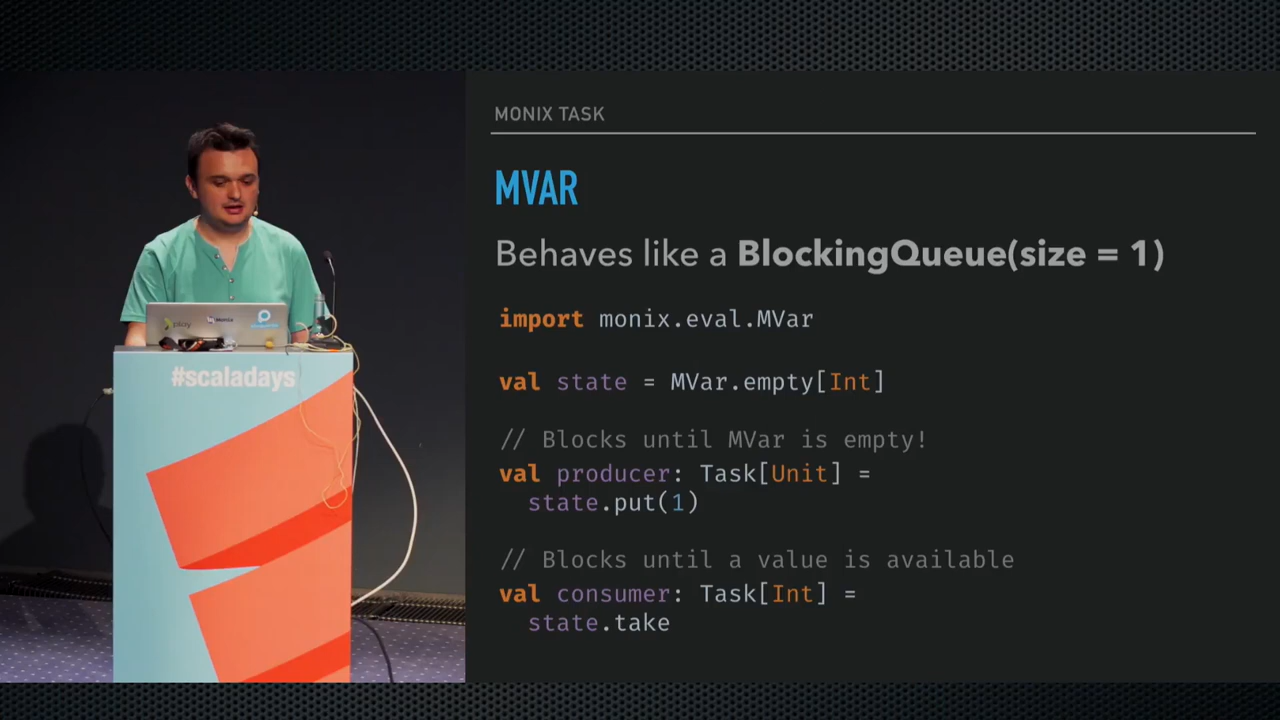 MONIX TASK
MVAR
Behaves like a BlockingQueue(size = 1)
import monix.eval.MVar
val state = MVar.empty[Int]
// Blocks until MVar is empty!
val producer: Task[Unit] =
state.put(1)
// Blocks until a value is available
val consumer: Task[Int] =
state.take
monix
#scaladays